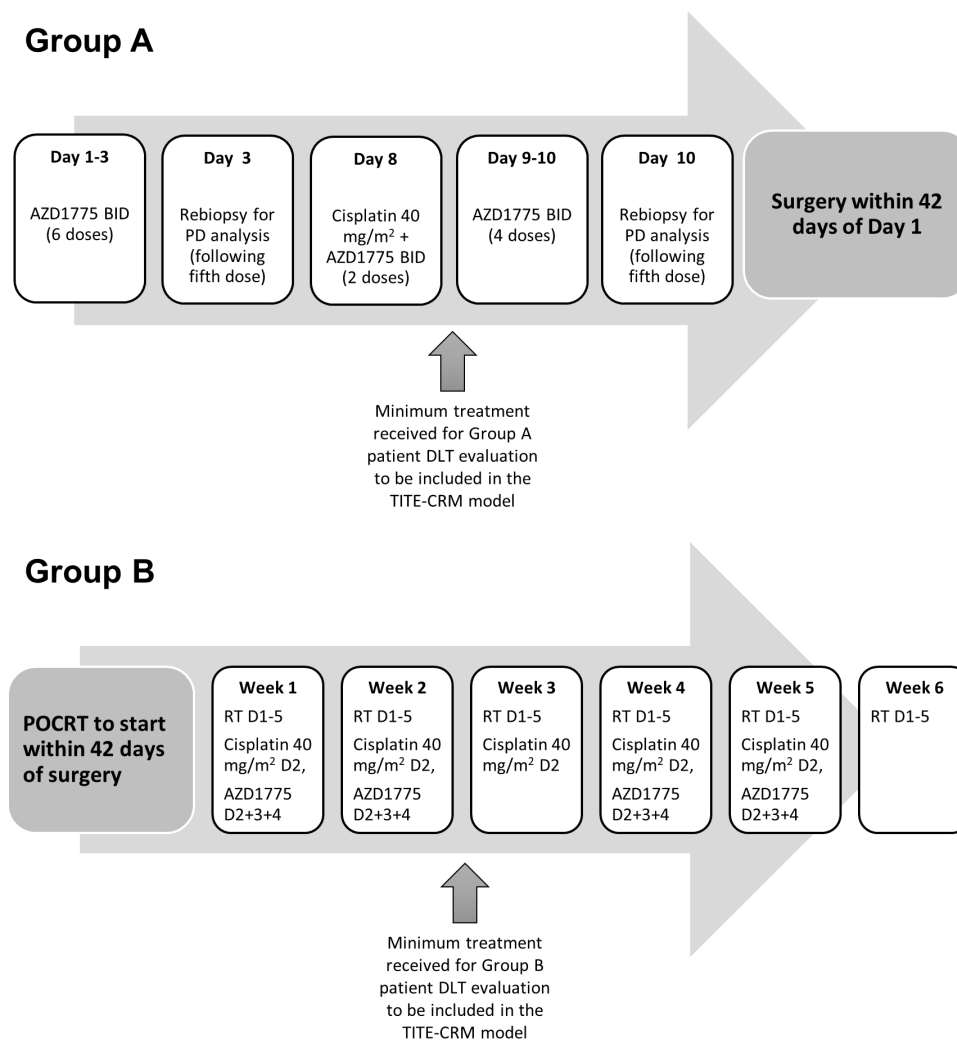 Group A
Day 1-3
AZD1775 BID
(6 doses)
Day 3
Rebiopsy for
PD analysis
(following
fifth dose)
Day 8
Cisplatin 40
mg/m² +
AZD1775 BID
(2 doses)
Day 9-10
AZD1775 BID
(4 doses)
Day 10
Rebiopsy for
PD analysis
(following
fifth dose)
Surgery within 42
days of Day 1
Minimum treatment
received for Group A
patient DLT evaluation
to be included in the
TITE-CRM model
Group B
POCRT to start
within 42 days
of surgery
Week 1
RT D1-5
Cisplatin 40
mg/m² D2,
AZD1775
D2+3+4
Week 2
RT D1-5
Cisplatin 40
mg/m² D2,
AZD1775
D2+3+4
Week 3
RT D1-5
Cisplatin 40
mg/m² D2
Week 4
RT D1-5
Cisplatin 40
mg/m² D2,
AZD1775
D2+3+4
Week 5
RT D1-5
Cisplatin 40
mg/m² D2,
AZD1775
D2+3+4
Week 6
RT D1-5
Minimum treatment
received for Group B
patient DLT evaluation
to be included in the
TITE-CRM model